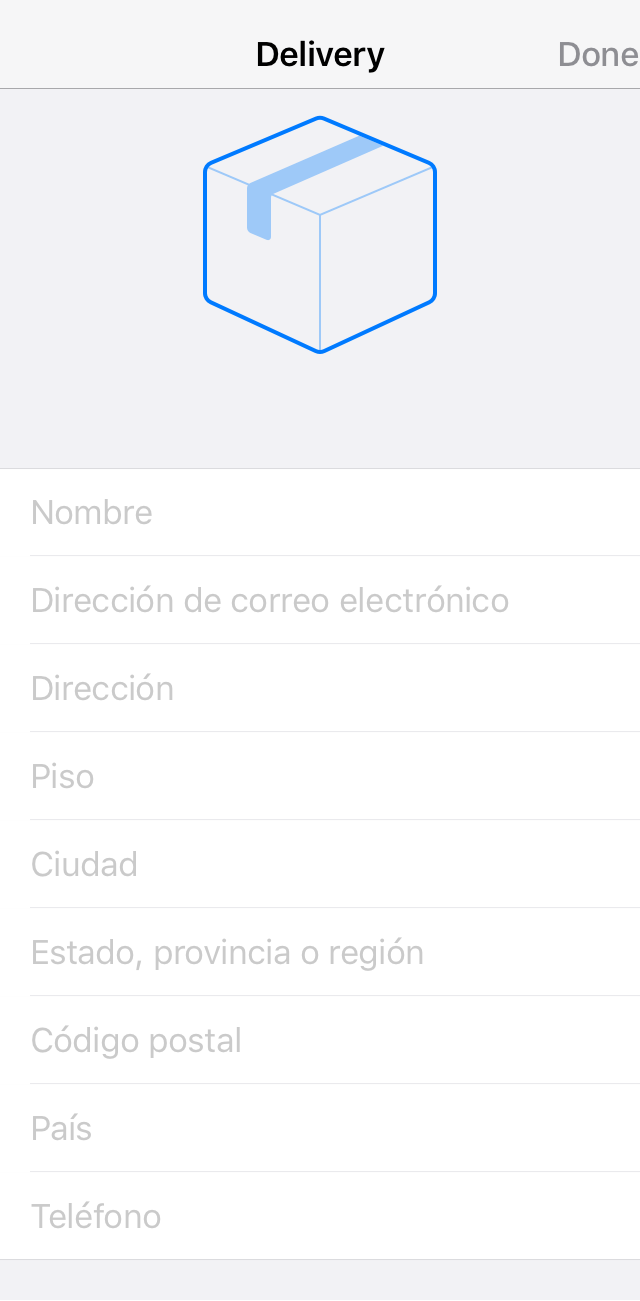 Delivery
Done
Nombre
Dirección de correo electrónico
Dirección
Piso
Ciudad
Estado, provincia o región
Código postal
País
Teléfono